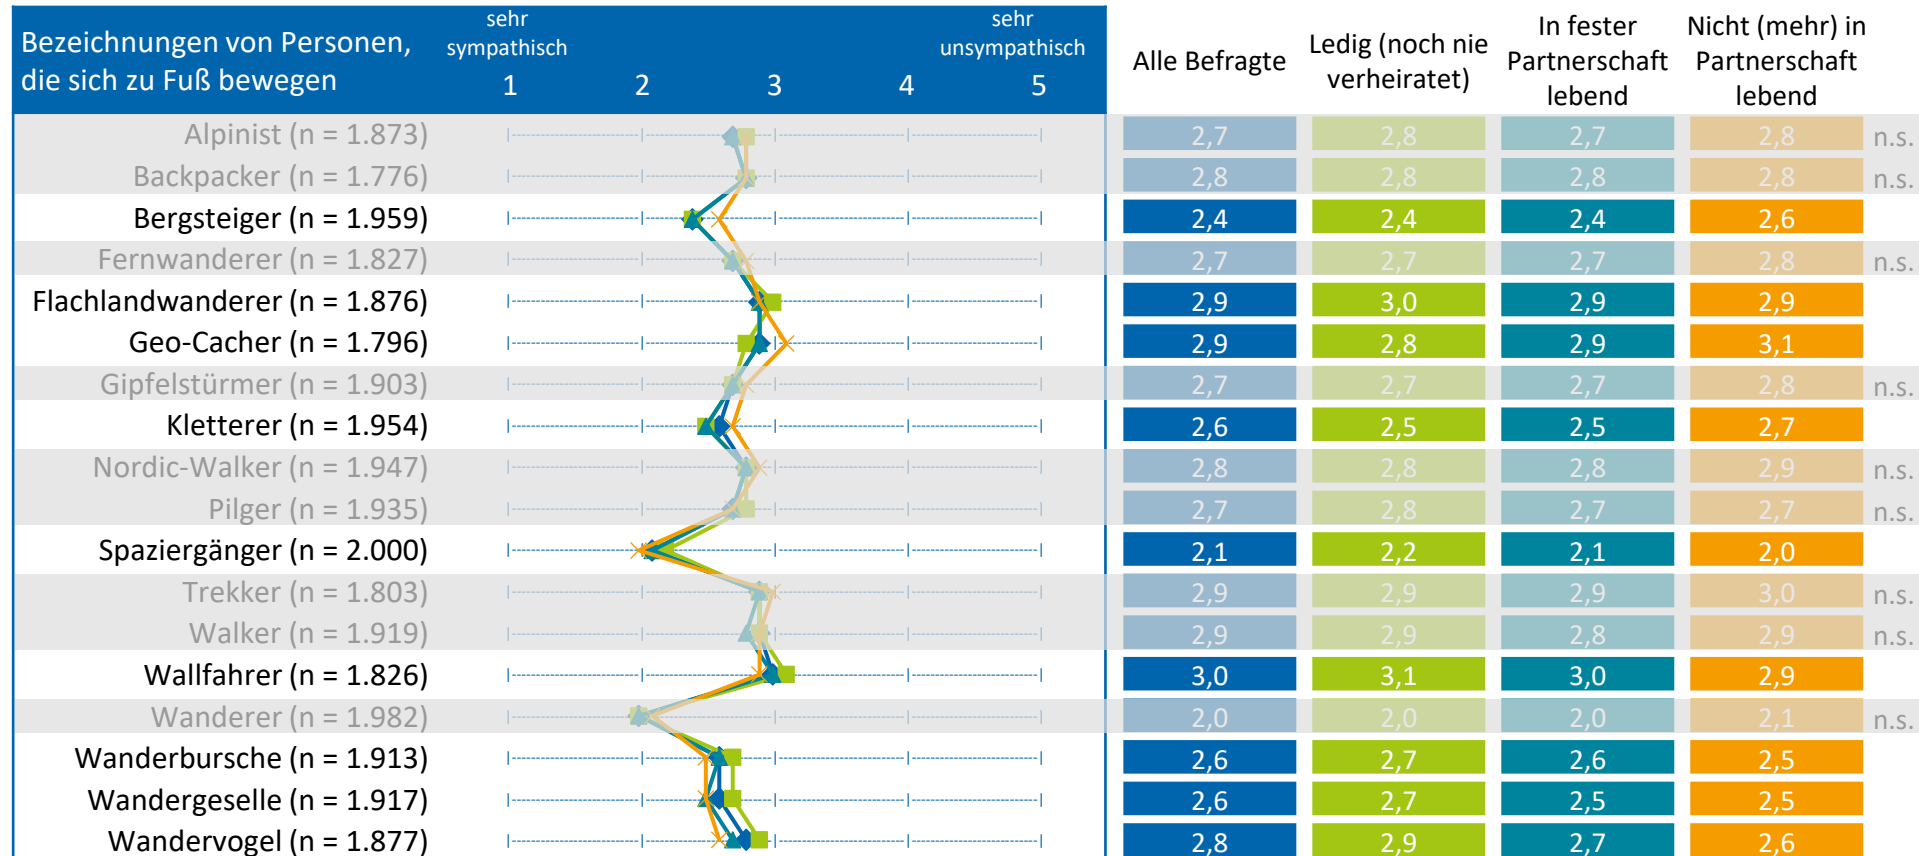 Bezeichnungen von Personen,
die sich zu Fuß bewegen
sehr
sympathisch
sehr
unsympathisch
1 2 3 4 5
Alle Befragte
Ledig (noch nie
verheiratet)
In fester
Partnerschaft
lebend
Nicht (mehr) in
Partnerschaft
lebend
Alpinist (n = 1.873) 2,7 2,8 2,7 2,8 n.s.
Backpacker (n = 1.776) 2,8 2,8 2,8 2,8 n.s.
Bergsteiger (n = 1.959) 2,4 2,4 2,4 2,6
Fernwanderer (n = 1.827) 2,7 2,7 2,7 2,8 n.s.
Flachlandwanderer (n = 1.876) 2,9 3,0 2,9 2,9
Geo-Cacher (n = 1.796) 2,9 2,8 2,9 3,1
Gipfelstürmer (n = 1.903) 2,7 2,7 2,7 2,8 n.s.
Kletterer (n = 1.954) 2,6 2,5 2,5 2,7
Nordic-Walker (n = 1.947) 2,8 2,8 2,8 2,9 n.s.
Pilger (n = 1.935) 2,7 2,8 2,7 2,7 n.s.
Spaziergänger (n = 2.000) 2,1 2,2 2,1 2,0
Trekker (n = 1.803) 2,9 2,9 2,9 3,0 n.s.
Walker (n = 1.919) 2,9 2,9 2,8 2,9 n.s.
Wallfahrer (n = 1.826) 3,0 3,1 3,0 2,9
Wanderer (n = 1.982) 2,0 2,0 2,0 2,1 n.s.
Wanderbursche (n = 1.913) 2,6 2,7 2,6 2,5
Wandergeselle (n = 1.917) 2,6 2,7 2,5 2,5
Wandervogel (n = 1.877) 2,8 2,9 2,7 2,6